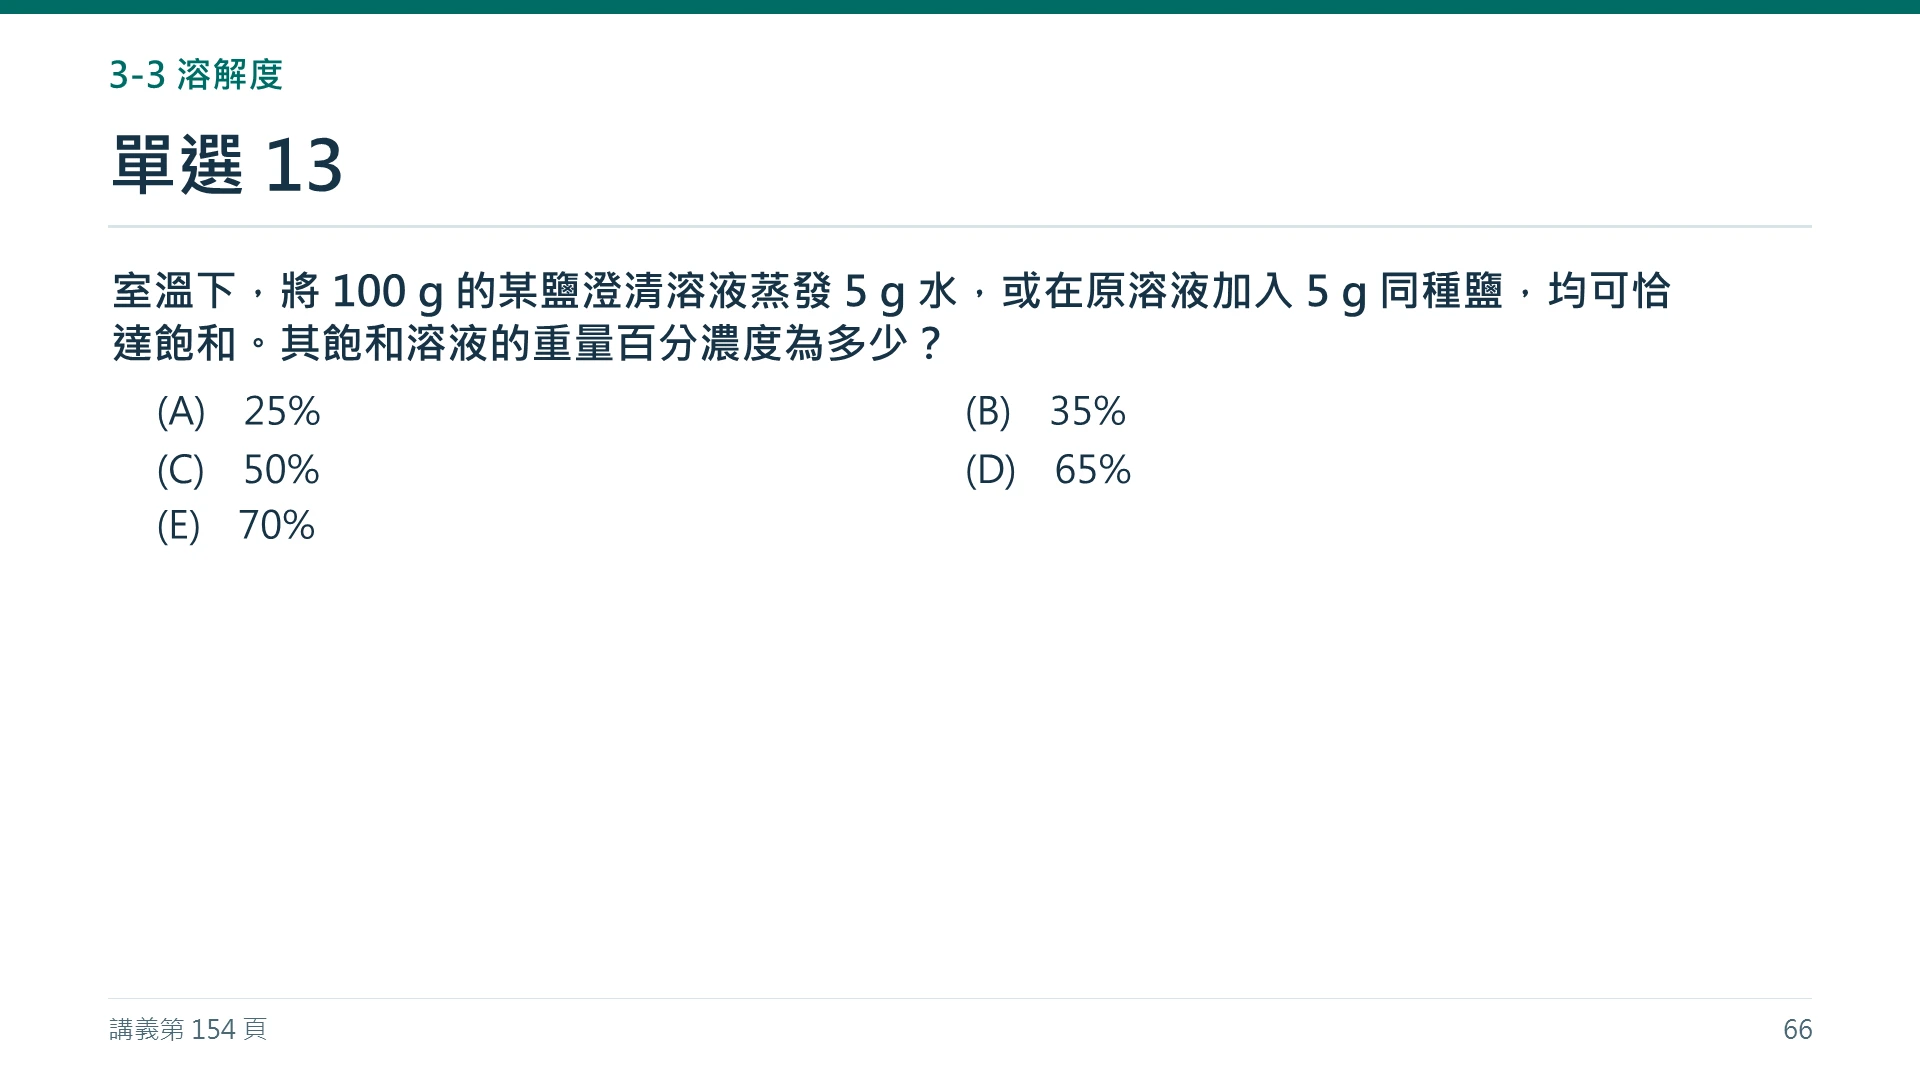 3-3 溶解度
單選 13
室溫下，將 100 g 的某鹽澄清溶液蒸發 5 g 水，或在原溶液加入 5 g 同種鹽，均可恰
達飽和。其飽和溶液的重量百分濃度為多少？
(A) 25% (B) 35%
(C) 50% (D) 65%
(E) 70%
講義第 154 頁 66